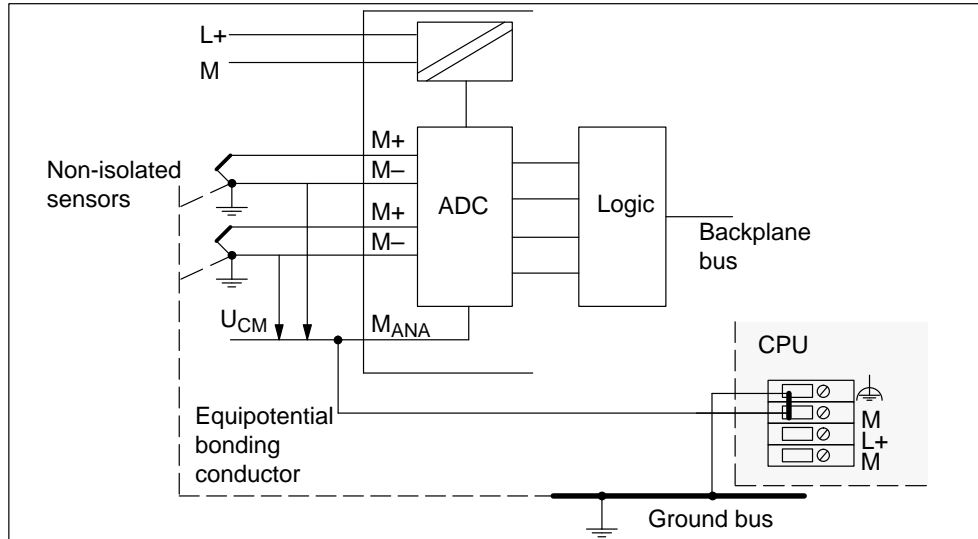 L+
M
M+
M–
Non-isolated
sensors
M+
M–
ADC
Logic
Backplane
bus
UCM
MANA
CPU
M
L+
M
Equipotential
bonding
conductor
Ground bus